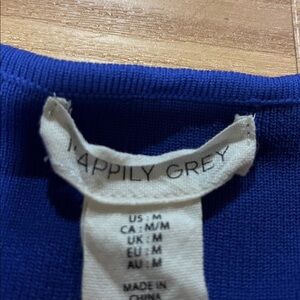 HAPPILY GREY
US: M
CA: M/M
UK: M
EU: M
AU: M
MADE IN
CHINA